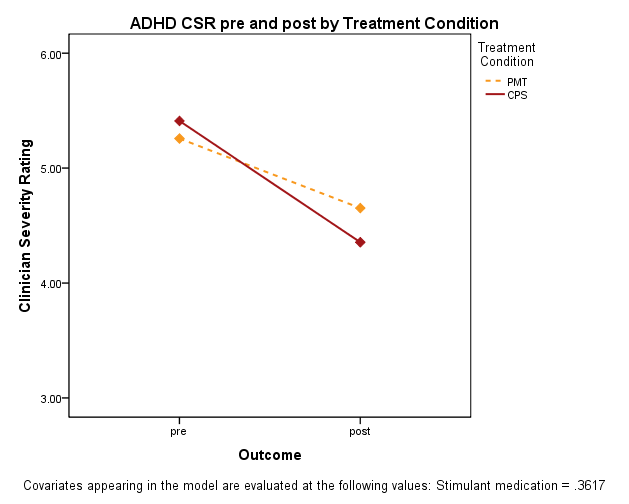 ADHD CSR pre and post by Treatment Condition
Treatment
Condition
PMT
CPS
Clinician Severity Rating
6.00
5.00
4.00
3.00
pre
post
Outcome
Covariates appearing in the model are evaluated at the following values: Stimulant medication = .3617